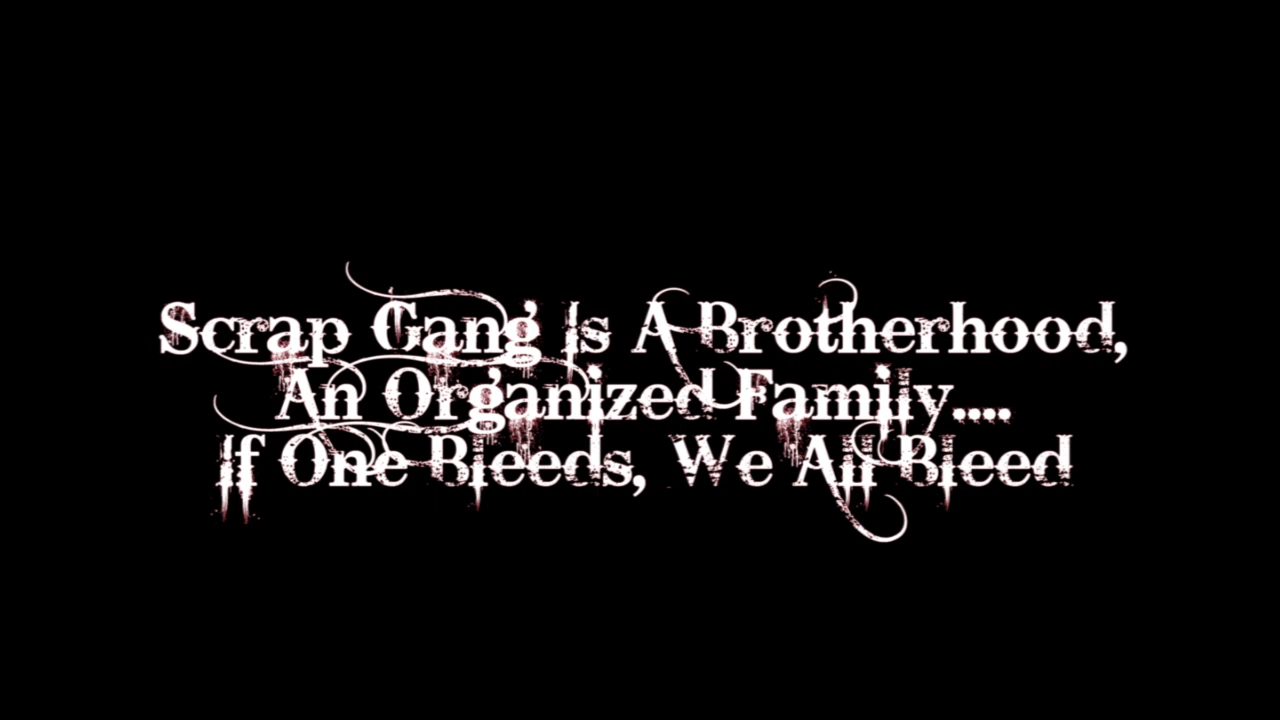 Scrap Gang Is A Brotherhood,
An Organized Family....
If One Bleeds, We All Bleed